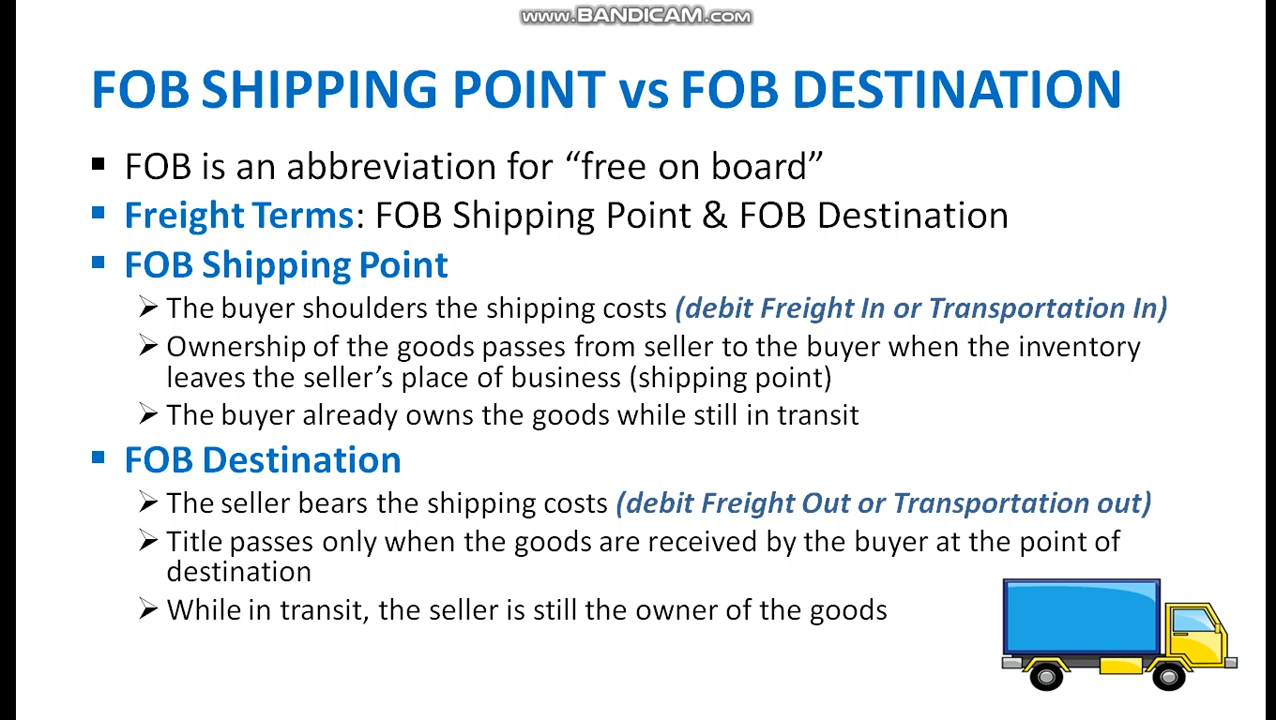 www.BANDICAM.com
FOB SHIPPING POINT vs FOB DESTINATION
▪ FOB is an abbreviation for “free on board”
▪ Freight Terms: FOB Shipping Point & FOB Destination
▪ FOB Shipping Point
➢ The buyer shoulders the shipping costs (debit Freight In or Transportation In)
➢ Ownership of the goods passes from seller to the buyer when the inventory
leaves the seller’s place of business (shipping point)
➢ The buyer already owns the goods while still in transit
▪ FOB Destination
➢ The seller bears the shipping costs (debit Freight Out or Transportation out)
➢ Title passes only when the goods are received by the buyer at the point of
destination
➢ While in transit, the seller is still the owner of the goods